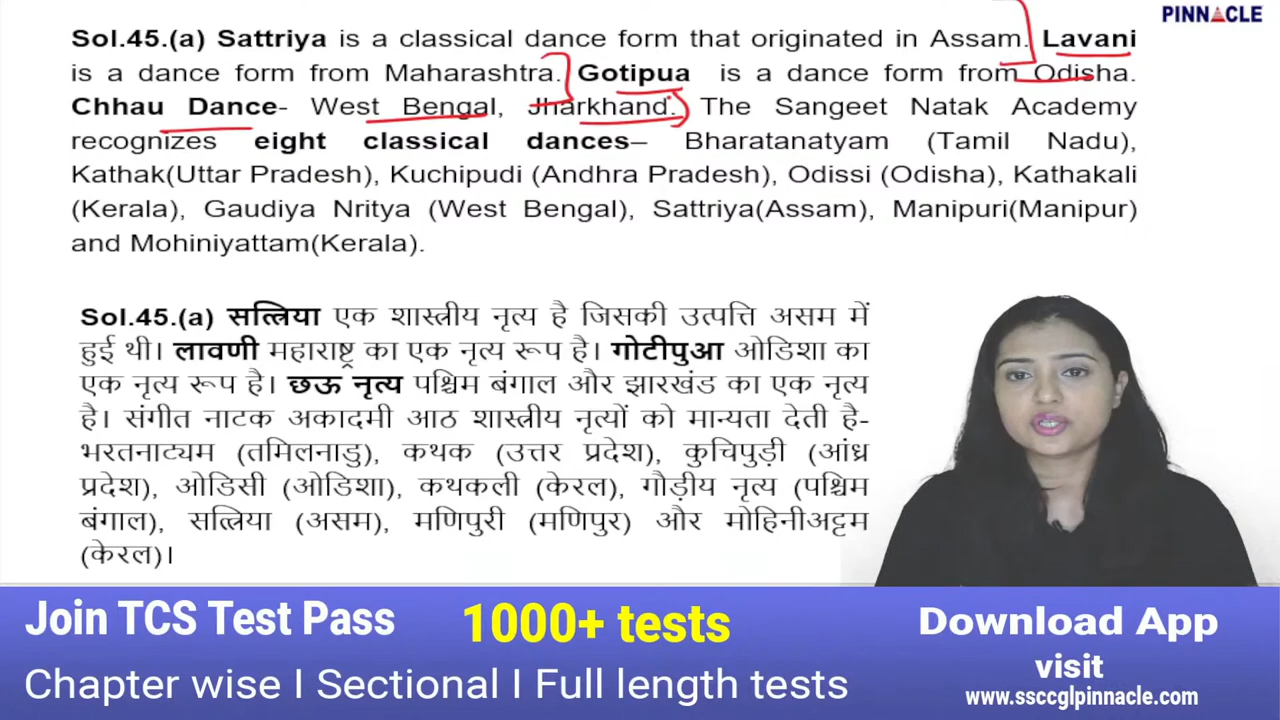 PINNACLE
Sol.45.(a) Sattriya is a classical dance form that originated in Assam. Lavani
is a dance form from Maharashtra. Gotipua is a dance form from Odisha.
Chhau Dance- West Bengal, Jharkhand. The Sangeet Natak Academy
recognizes eight classical dances– Bharatanatyam (Tamil Nadu),
Kathak(Uttar Pradesh), Kuchipudi (Andhra Pradesh), Odissi (Odisha), Kathakali
(Kerala), Gaudiya Nritya (West Bengal), Sattriya(Assam), Manipuri(Manipur)
and Mohiniyattam(Kerala).
Sol.45.(a) सत्त्रिया एक शास्त्रीय नृत्य है जिसकी उत्पत्ति असम में
हुई थी। लावणी महाराष्ट्र का एक नृत्य रूप है। गोटीपुआ ओडिशा का
एक नृत्य रूप है। छऊ नृत्य पश्चिम बंगाल और झारखंड का एक नृत्य
है। संगीत नाटक अकादमी आठ शास्त्रीय नृत्यों को मान्यता देती है-
भरतनाट्यम (तमिलनाडु), कथक (उत्तर प्रदेश), कुचिपुड़ी (आंध्र
प्रदेश), ओडिसी (ओडिशा), कथकली (केरल), गौड़ीय नृत्य (पश्चिम
बंगाल), सत्त्रिया (असम), मणिपुरी (मणिपुर) और मोहिनीअट्टम
(केरल)।
Join TCS Test Pass 1000+ tests
Chapter wise I Sectional I Full length tests
Download App
visit
www.ssccglpinnacle.com